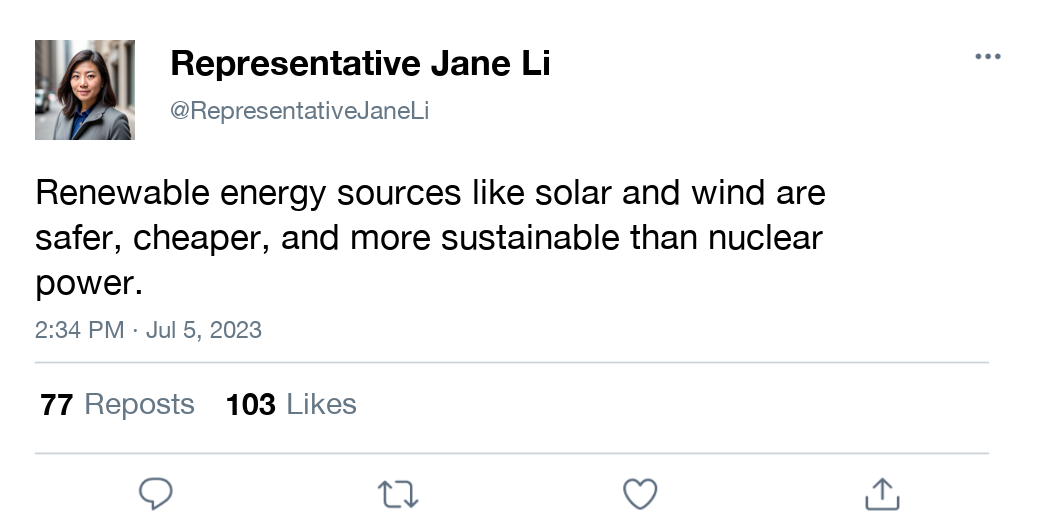 Representative Jane Li
@RepresentativeJaneLi
Renewable energy sources like solar and wind are
safer, cheaper, and more sustainable than nuclear
power.
2:34 PM · Jul 5, 2023
77 Reposts 103 Likes